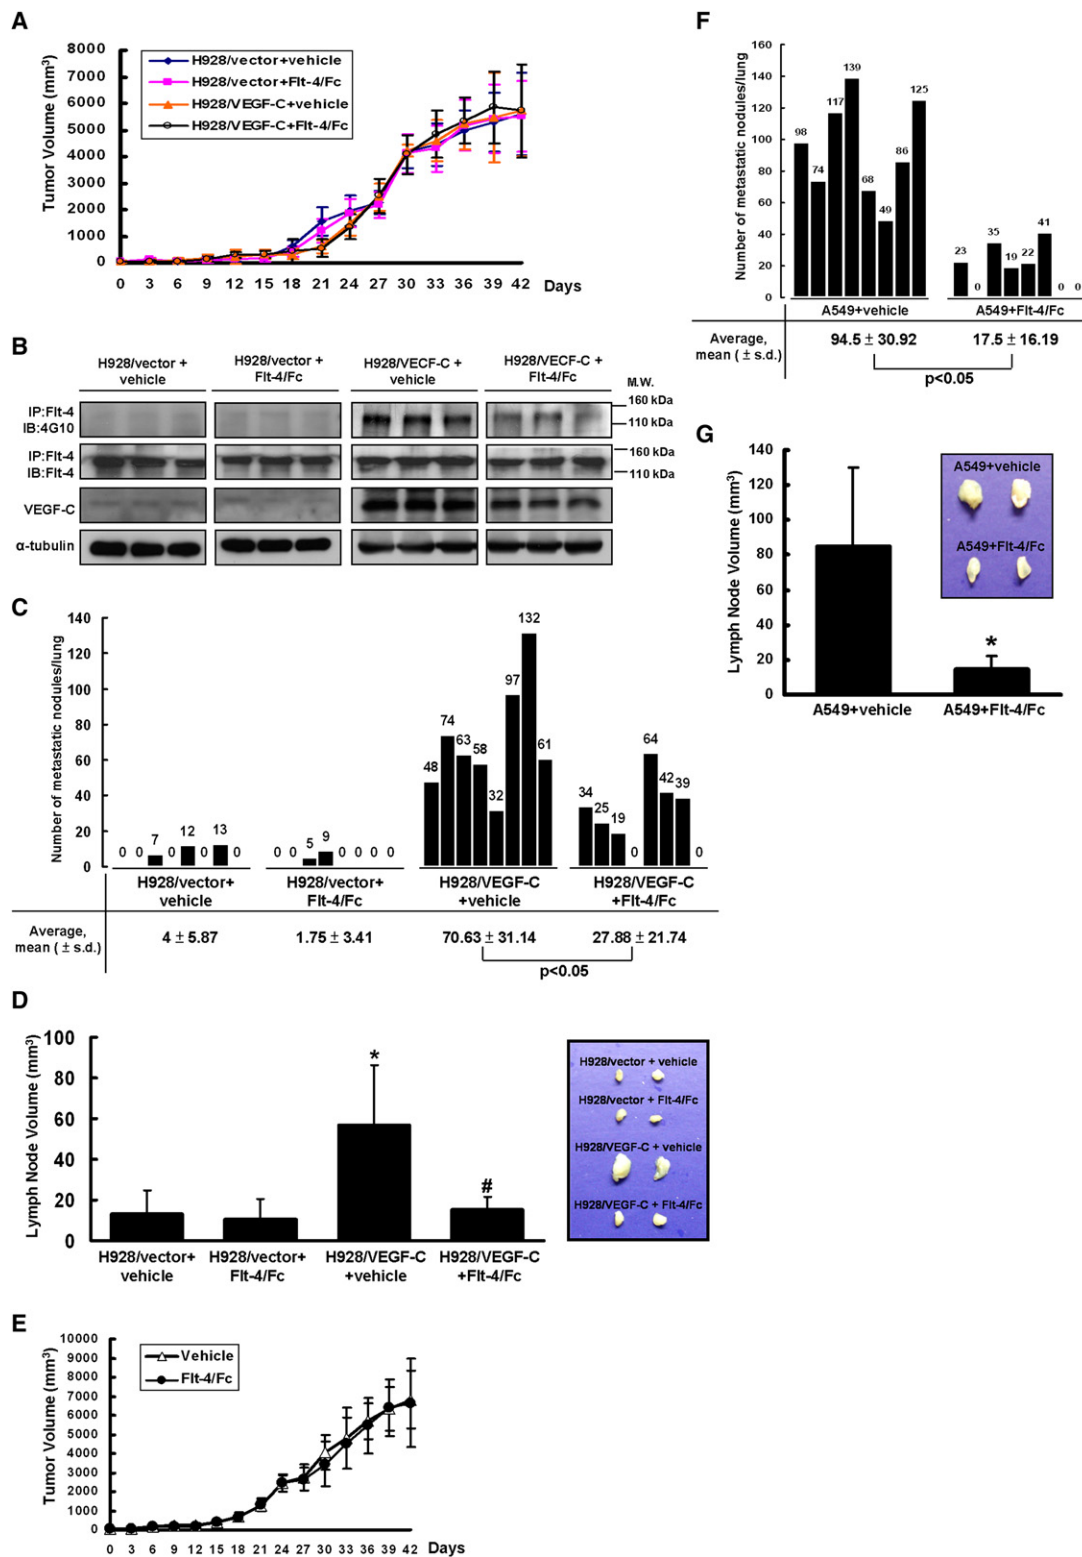 A
Tumor Volume (mm³)
8000
7000
6000
5000
4000
3000
2000
1000
0
H928/vector+vehicle
H928/vector+Flt-4/Fc
H928/VEGF-C+vehicle
H928/VEGF-C+Flt-4/Fc
0 3 6 9 12 15 18 21 24 27 30 33 36 39 42 Days
B
H928/vector +
vehicle
H928/vector +
Flt-4/Fc
H928/VECF-C +
vehicle
H928/VECF-C +
Flt-4/Fc
M.W.
IP:Flt-4
IB:4G10
160 kDa
110 kDa
IP:Flt-4
IB:Flt-4
160 kDa
110 kDa
VEGF-C
α-tubulin
C
Number of metastatic nodules/lung
140
120
100
80
60
40
20
0
0 0 7 0 12 0 13 0
0 0 5 9 0 0 0 0
48 74 63 58 32 97 132 61
34 25 19 0 64 42 39 0
H928/vector+
vehicle
H928/vector+
Flt-4/Fc
H928/VEGF-C
+vehicle
H928/VEGF-C
+Flt-4/Fc
Average,
mean ( ± s.d.)
4 ± 5.87
1.75 ± 3.41
70.63 ± 31.14
27.88 ± 21.74
p<0.05
D
Lymph Node Volume (mm³)
100
80
60
40
20
0
*
#
H928/vector+
vehicle
H928/vector+
Flt-4/Fc
H928/VEGF-C
+vehicle
H928/VEGF-C
+Flt-4/Fc
H928/vector + vehicle
H928/vector + Flt-4/Fc
H928/VEGF-C + vehicle
H928/VEGF-C + Flt-4/Fc
E
Tumor Volume (mm³)
10000
9000
8000
7000
6000
5000
4000
3000
2000
1000
0
Vehicle
Flt-4/Fc
0 3 6 9 12 15 18 21 24 27 30 33 36 39 42 Days
F
Number of metastatic nodules/lung
160
140
120
100
80
60
40
20
0
98 74 117 139 68 49 86 125
23 0 35 19 22 41 0 0
A549+vehicle
A549+Flt-4/Fc
Average,
mean ( ± s.d.)
94.5 ± 30.92
17.5 ± 16.19
p<0.05
G
Lymph Node Volume (mm³)
140
120
100
80
60
40
20
0
*
A549+vehicle
A549+Flt-4/Fc
A549+vehicle
A549+Flt-4/Fc